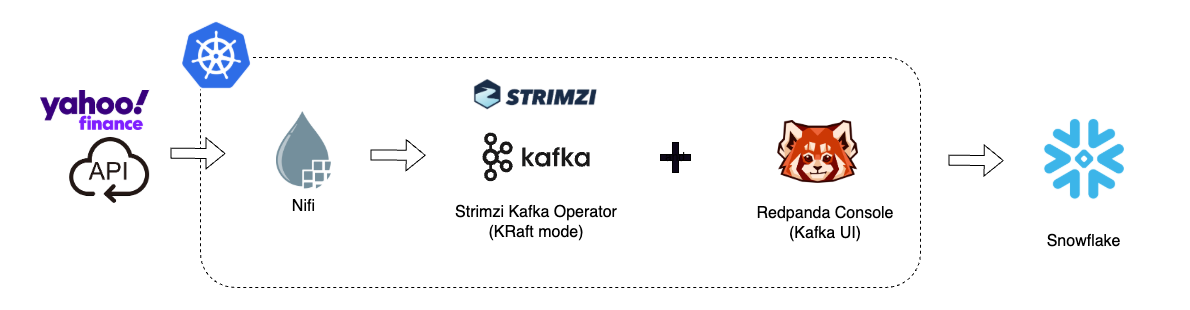 yahoo!
finance
API
Nifi
STRIMZI
kafka
Strimzi Kafka Operator
(KRaft mode)
Redpanda Console
(Kafka UI)
Snowflake